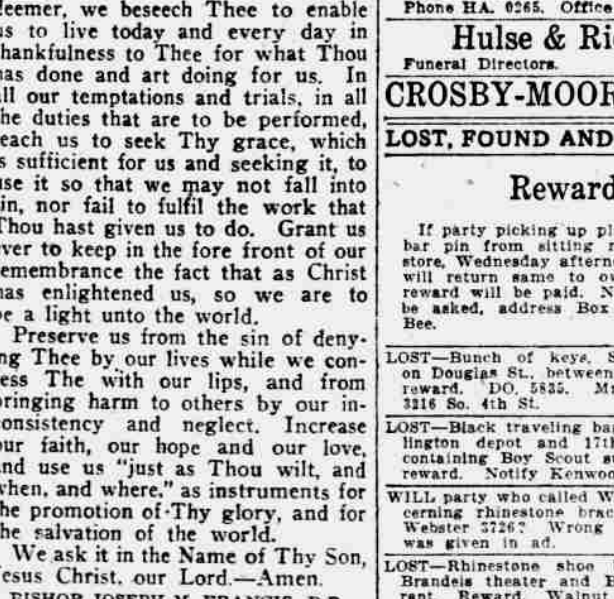 deemer, we beseech Thee to enable
us to live today and every day in
thankfulness to Thee for what Thou
has done and art doing for us. In
all our temptations and trials, in all
the duties that are to be performed,
teach us to seek Thy grace, which
is sufficient for us and seeking it, to
use it so that we may not fall into
sin, nor fail to fulfil the work that
Thou hast given us to do. Grant us
ever to keep in the fore front of our
remembrance the fact that as Christ
has enlightened us, so we are to
be a light unto the world.
Preserve us from the sin of deny-
ing Thee by our lives while we con-
fess The with our lips, and from
bringing harm to others by our in-
consistency and neglect. Increase
our faith, our hope and our love,
and use us "just as Thou wilt, and
when, and where," as instruments for
the promotion of Thy glory, and for
the salvation of the world.
We ask it in the Name of Thy Son,
Jesus Christ, our Lord.—Amen.
BISHOP JOSEPH M. FRANCIS, D.D.
Phone HA. 0265. Office
Hulse & Ri
Funeral Directors.
CROSBY-MOOR
LOST, FOUND AND
Reward
If party picking up pl
bar pin from sitting r
store, Wednesday afterno
will return same to ou
reward will be paid. N
be asked, address Box
Bee.
LOST—Bunch of keys, S
on Douglas St., between
reward. DO. 5835. M
3216 So. 4th St.
LOST—Black traveling ba
lington depot and 17th
containing Boy Scout su
reward. Notify Kenwoo
WILL party who called W
cerning rhinestone brac
Webster 3726? Wrong
was given in ad.
LOST—Rhinestone shoe
Brandeis theater and
rant. Reward. Walnut